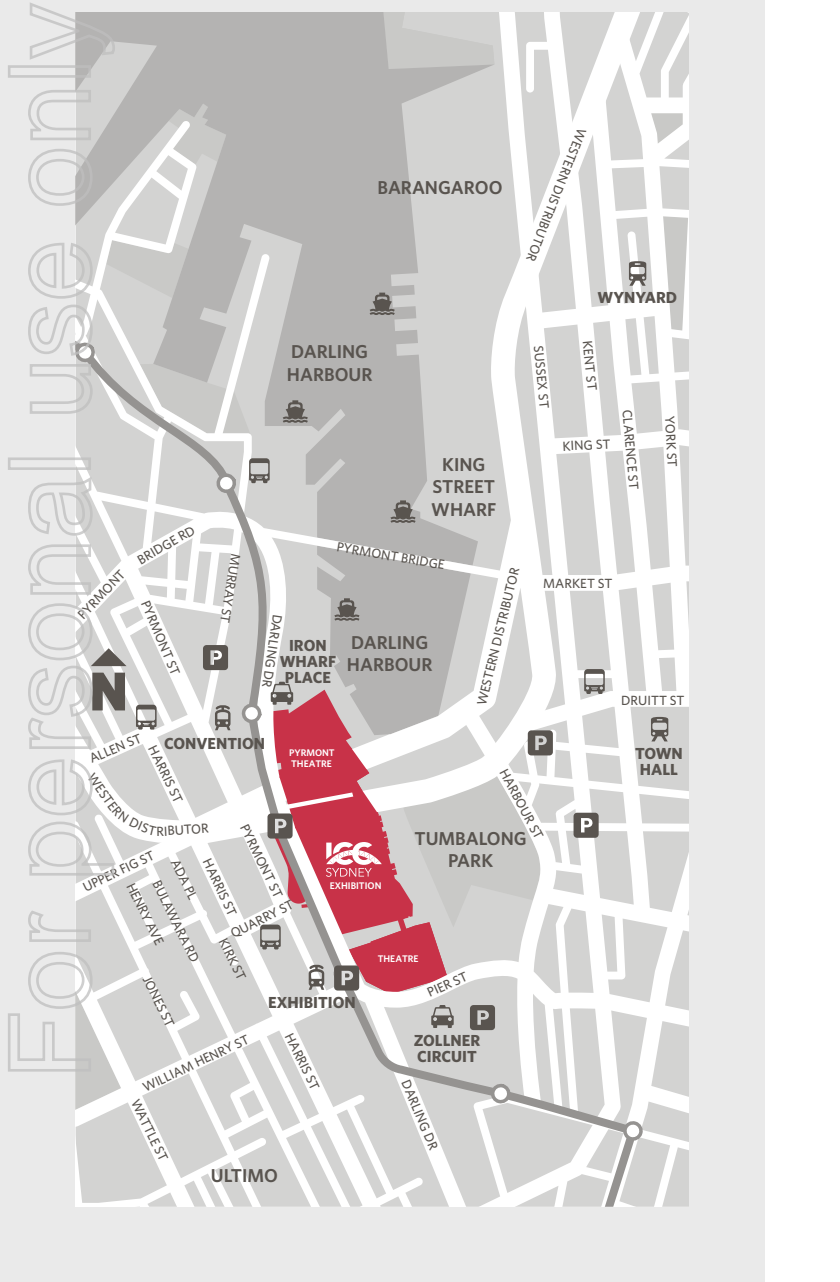 For personal use only
BARANGAROO
WESTERN DISTRIBUTOR
WYNYARD
DARLING
HARBOUR
SUSSEX ST
KENT ST
CLARENCE ST
YORK ST
KING ST
KING
STREET
WHARF
BRIDGE RD
PYRMONT
PYRMONT BRIDGE
MURRAY ST
MARKET ST
PYRMONT ST
DARLING DR
WESTERN DISTRIBUTOR
IRON
WHARF
PLACE
DARLING
HARBOUR
P
N
DRUITT ST
ALLEN ST
CONVENTION
HARRIS ST
PYRMONT
THEATRE
P
TOWN
HALL
WESTERN DISTRIBUTOR
HARBOUR ST
P
P
PYRMONT ST
TUMBALONG
PARK
ICC
SYDNEY
EXHIBITION
UPPER FIG ST
ADA PL
HARRIS ST
BULAWARA RD
HENRY AVE
QUARRY ST
KIRK ST
THEATRE
JONES ST
P
PIER ST
EXHIBITION
P
ZOLLNER
CIRCUIT
WILLIAM HENRY ST
HARRIS ST
DARLING DR
WATTLE ST
ULTIMO